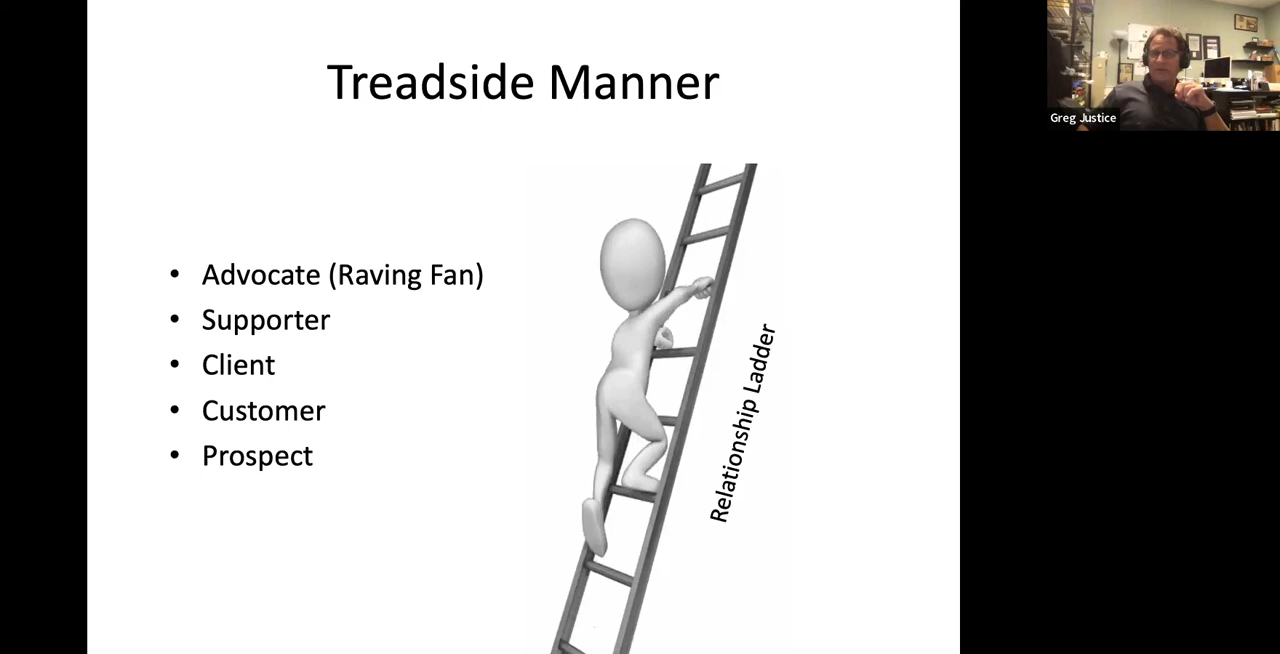 Treadside Manner
Greg Justice
• Advocate (Raving Fan)
• Supporter
• Client
• Customer
• Prospect
Relationship Ladder